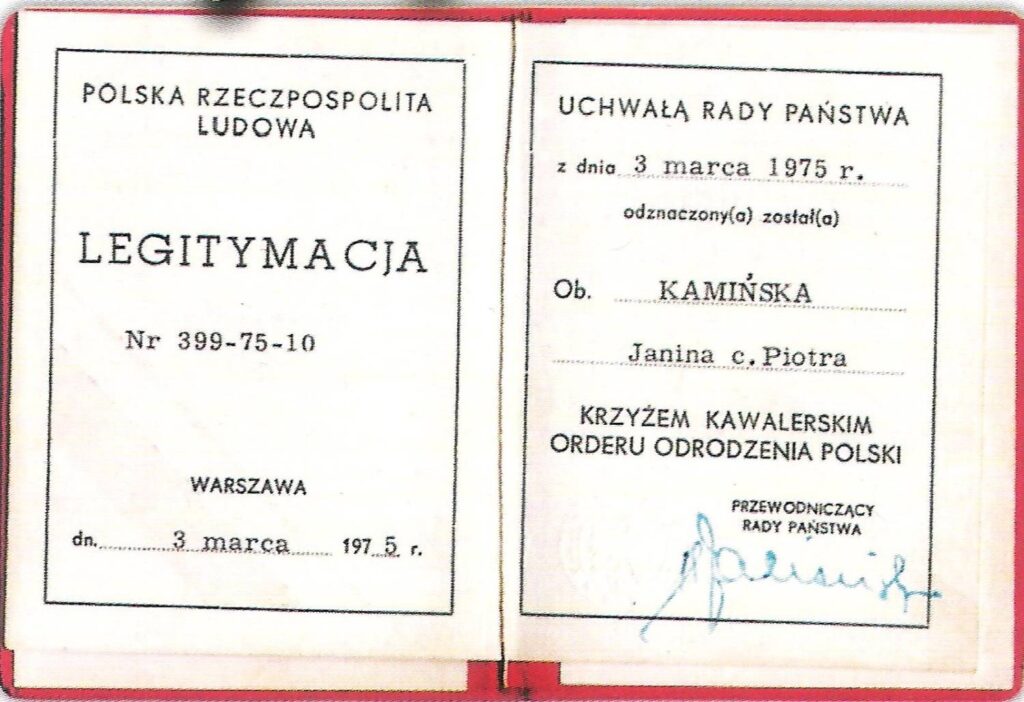 POLSKA RZECZPOSPOLITA
LUDOWA
LEGITYMACJA
Nr 399-75-10
WARSZAWA
dn. 3 marca 1975 r.
UCHWAŁĄ RADY PAŃSTWA
z dnia 3 marca 1975 r.
odznaczony(a) został(a)
Ob. KAMIŃSKA
Janina c. Piotra
KRZYŻEM KAWALERSKIM
ORDERU ODRODZENIA POLSKI
PRZEWODNICZĄCY
RADY PAŃSTWA